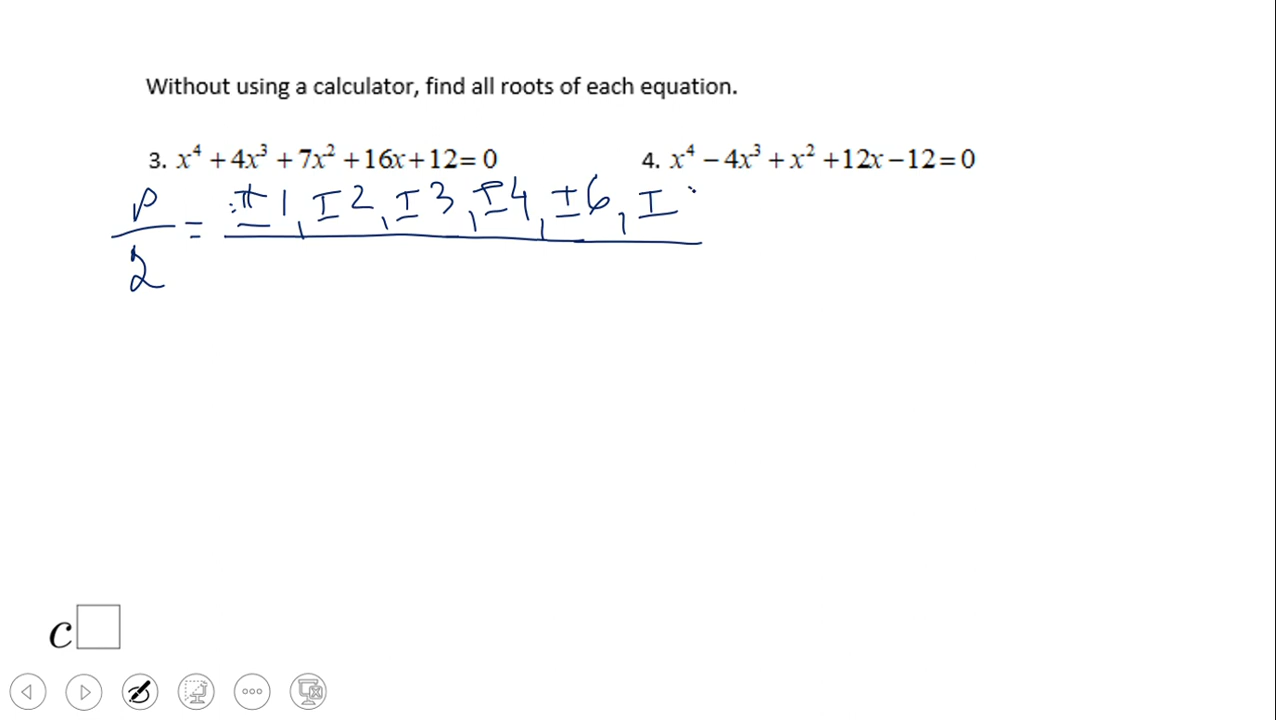 Without using a calculator, find all roots of each equation.
3. x⁴ + 4x³ + 7x² + 16x + 12 = 0
4. x⁴ − 4x³ + x² + 12x − 12 = 0
p = ±1, ±2, ±3, ±4, ±6, ±
2
c